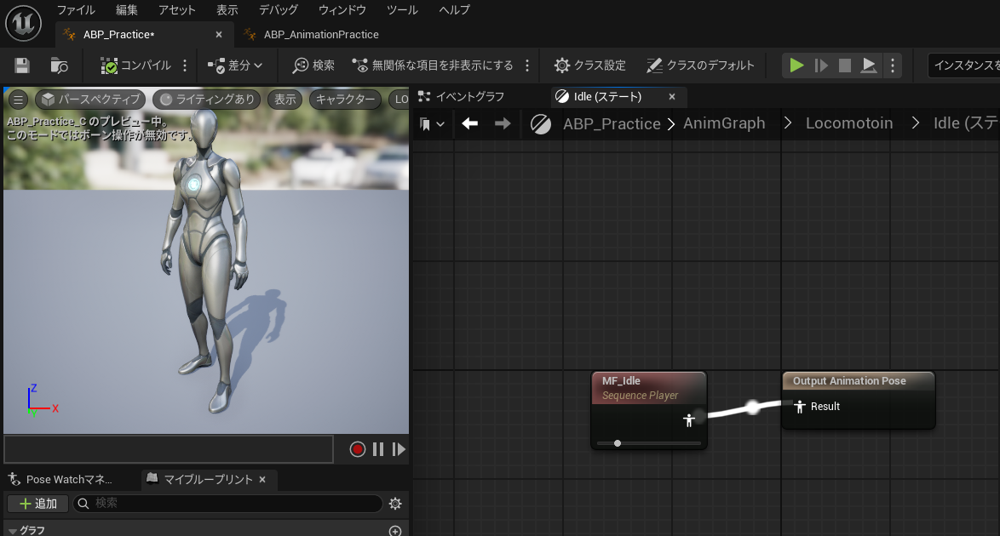 ファイル 編集 アセット 表示 デバッグ ウィンドウ ツール ヘルプ
ABP_Practice* × ABP_AnimationPractice
コンパイル 差分 検索 無関係な項目を非表示にする クラス設定 クラスのデフォルト インスタンスを
パースペクティブ ライティングあり 表示 キャラクター LO
イベントグラフ Idle (ステート) ×
ABP_Practice_C のプレビュー中。
このモードではボーン操作が無効です。
ABP_Practice > AnimGraph > Locomotoin > Idle (ステ
MF_Idle
Sequence Player
Output Animation Pose
Result
Z
X
Y
Pose Watchマネ... マイブループリント ×
+ 追加 検索
グラフ